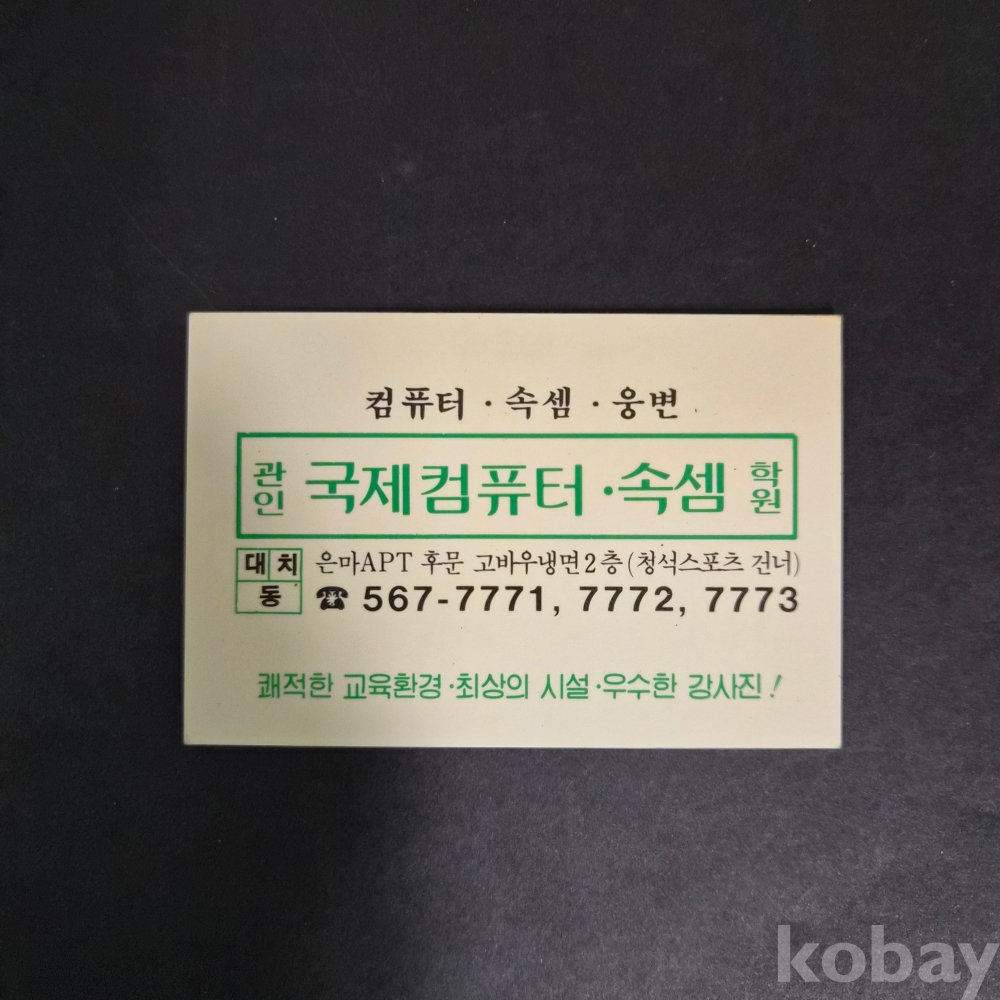 컴퓨터 · 속셈 · 웅변
관인 국제컴퓨터 · 속셈 학원
대치동 은마APT 후문 고바우냉면2층(청석스포츠 건너)
☎ 567-7771, 7772, 7773
쾌적한 교육환경 · 최상의 시설 · 우수한 강사진!
kobay